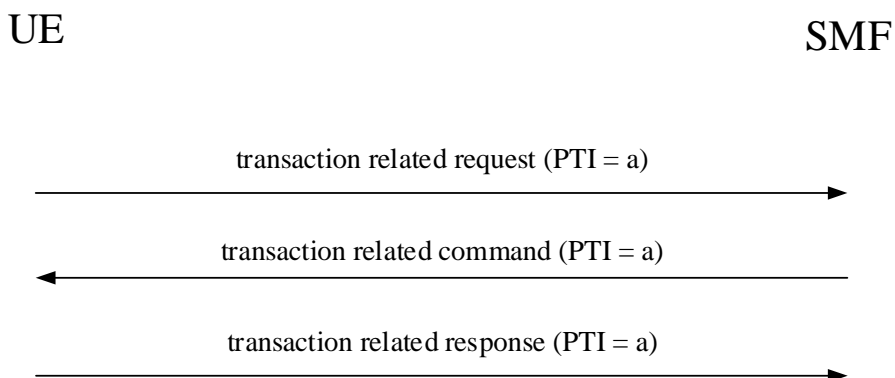 UE
SMF
transaction related request (PTI = a)
transaction related command (PTI = a)
transaction related response (PTI = a)